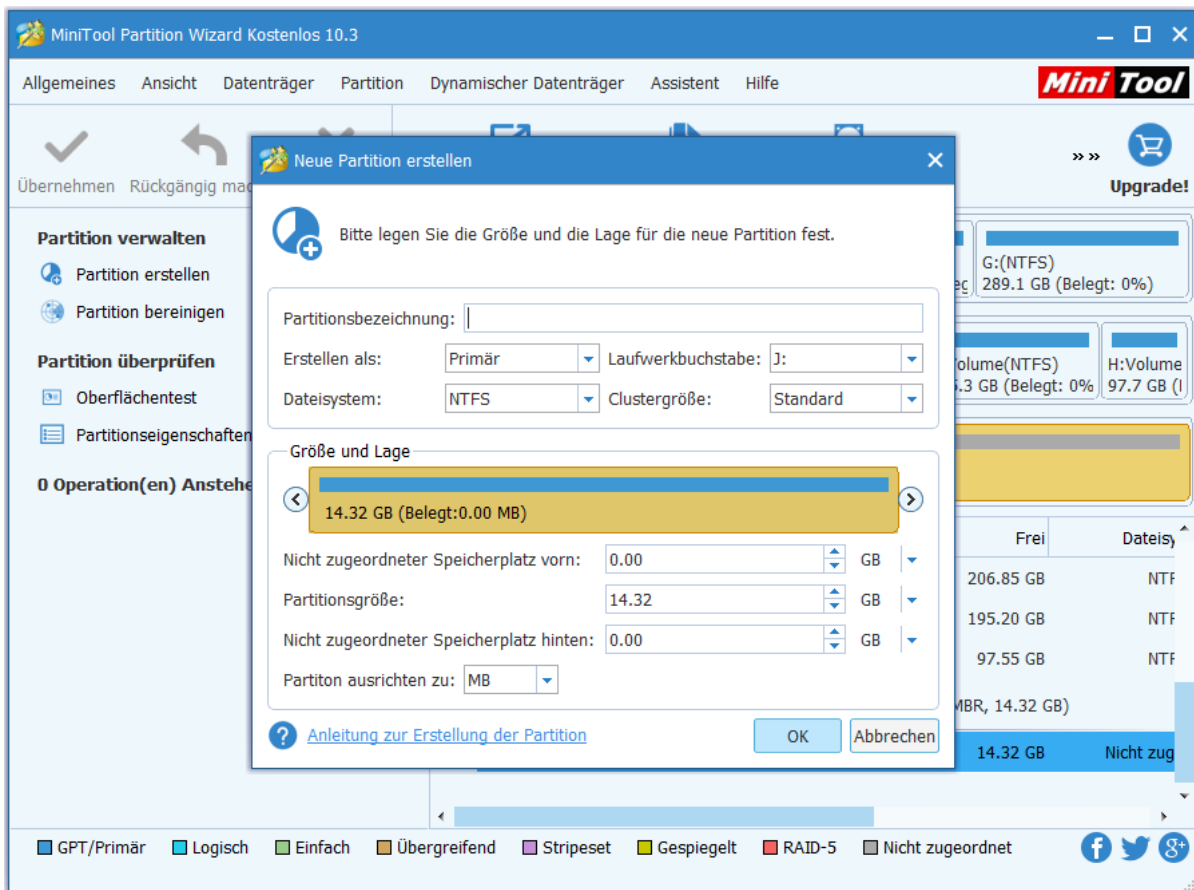 MiniTool Partition Wizard Kostenlos 10.3
Allgemeines Ansicht Datenträger Partition Dynamischer Datenträger Assistent Hilfe
Mini Tool
Übernehmen Rückgängig
»» Upgrade!
Partition verwalten
Partition erstellen
Partition bereinigen
Partition überprüfen
Oberflächentest
Partitionseigenschaften
0 Operation(en)
Neue Partition erstellen
Bitte legen Sie die Größe und die Lage für die neue Partition fest.
Partitionsbezeichnung:
Erstellen als: Primär Laufwerkbuchstabe: J:
Dateisystem: NTFS Clustergröße: Standard
Größe und Lage
14.32 GB (Belegt:0.00 MB)
Nicht zugeordneter Speicherplatz vorn: 0.00 GB
Partitionsgröße: 14.32 GB
Nicht zugeordneter Speicherplatz hinten: 0.00 GB
Partiton ausrichten zu: MB
? Anleitung zur Erstellung der Partition
OK Abbrechen
G:(NTFS)
289.1 GB (Belegt: 0%)
olume(NTFS)
.3 GB (Belegt: 0%
H:Volume
97.7 GB
Frei
206.85 GB
195.20 GB
97.55 GB
MBR, 14.32 GB)
14.32 GB Nicht zug
GPT/Primär Logisch Einfach Übergreifend Stripeset Gespiegelt RAID-5 Nicht zugeordnet
f 8+